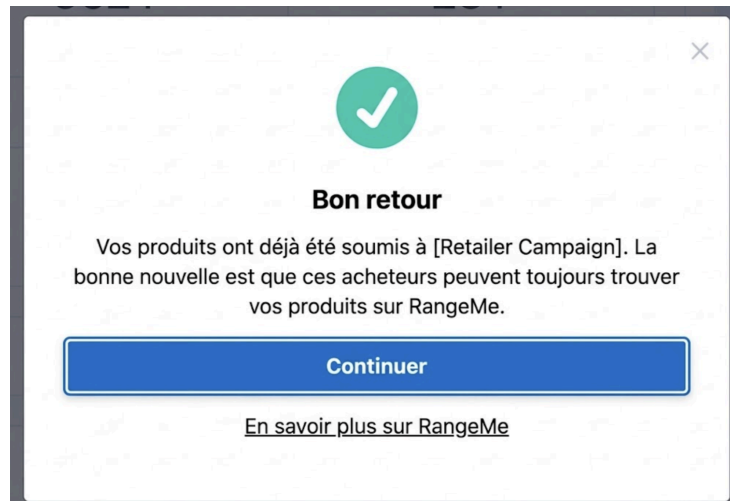 Bon retour
Vos produits ont déjà été soumis à [Retailer Campaign]. La
bonne nouvelle est que ces acheteurs peuvent toujours trouver
vos produits sur RangeMe.
Continuer
En savoir plus sur RangeMe